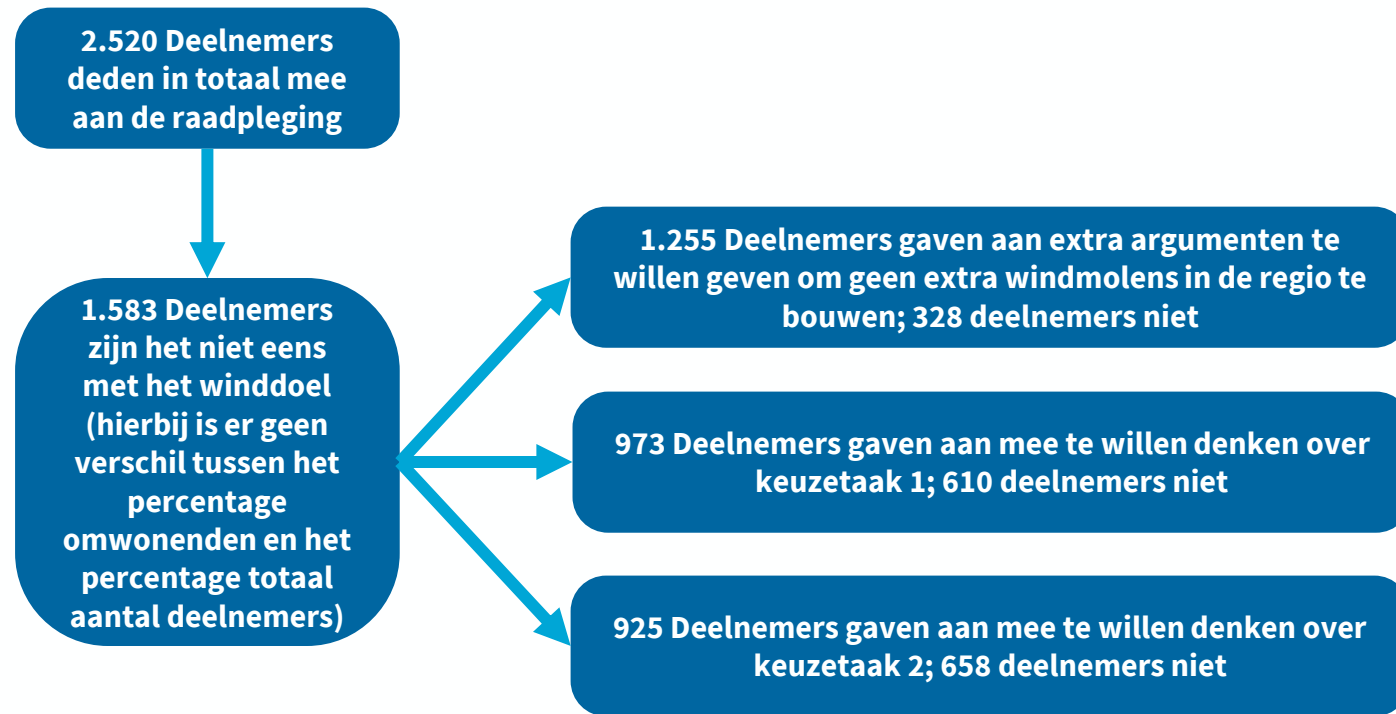 2.520 Deelnemers
deden in totaal mee
aan de raadpleging
1.583 Deelnemers
zijn het niet eens
met het winddoel
(hierbij is er geen
verschil tussen het
percentage
omwonenden en het
percentage totaal
aantal deelnemers)
1.255 Deelnemers gaven aan extra argumenten te
willen geven om geen extra windmolens in de regio te
bouwen; 328 deelnemers niet
973 Deelnemers gaven aan mee te willen denken over
keuzetaak 1; 610 deelnemers niet
925 Deelnemers gaven aan mee te willen denken over
keuzetaak 2; 658 deelnemers niet